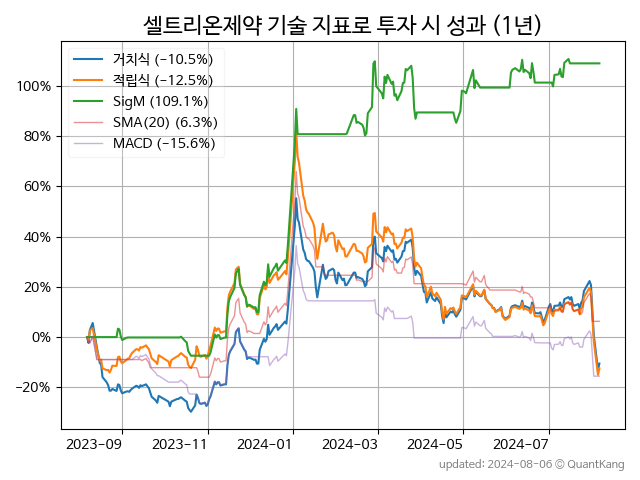 셀트리온제약 기술 지표로 투자 시 성과 (1년)
거치식 (−10.5%)
적립식 (−12.5%)
SigM (109.1%)
SMA(20) (6.3%)
MACD (−15.6%)
100%
80%
60%
40%
20%
0%
−20%
2023-09 2023-11 2024-01 2024-03 2024-05 2024-07
updated: 2024-08-06 © QuantKang